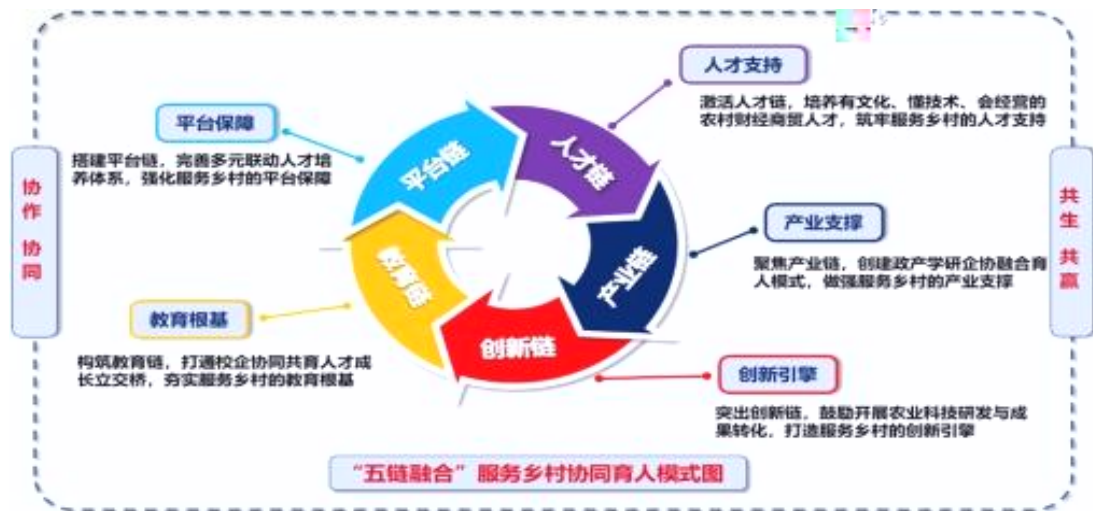 人才支持
激活人才链，培养有文化、懂技术、会经营的
农村财经商贸人才，筑牢服务乡村的人才支持
平台保障
搭建平台链，完善多元联动人才培
养体系，强化服务乡村的平台保障
平台链
人才链
协作 协同
共生 共赢
产业支撑
聚焦产业链，创建政产学研企协融合育
人模式，做强服务乡村的产业支撑
教育链
产业链
创新链
教育根基
构筑教育链，打通校企协同共育人才成
长立交桥，夯实服务乡村的教育根基
创新引擎
突出创新链，鼓励开展农业科技研发与成
果转化，打造服务乡村的创新引擎
“五链融合”服务乡村协同育人模式图